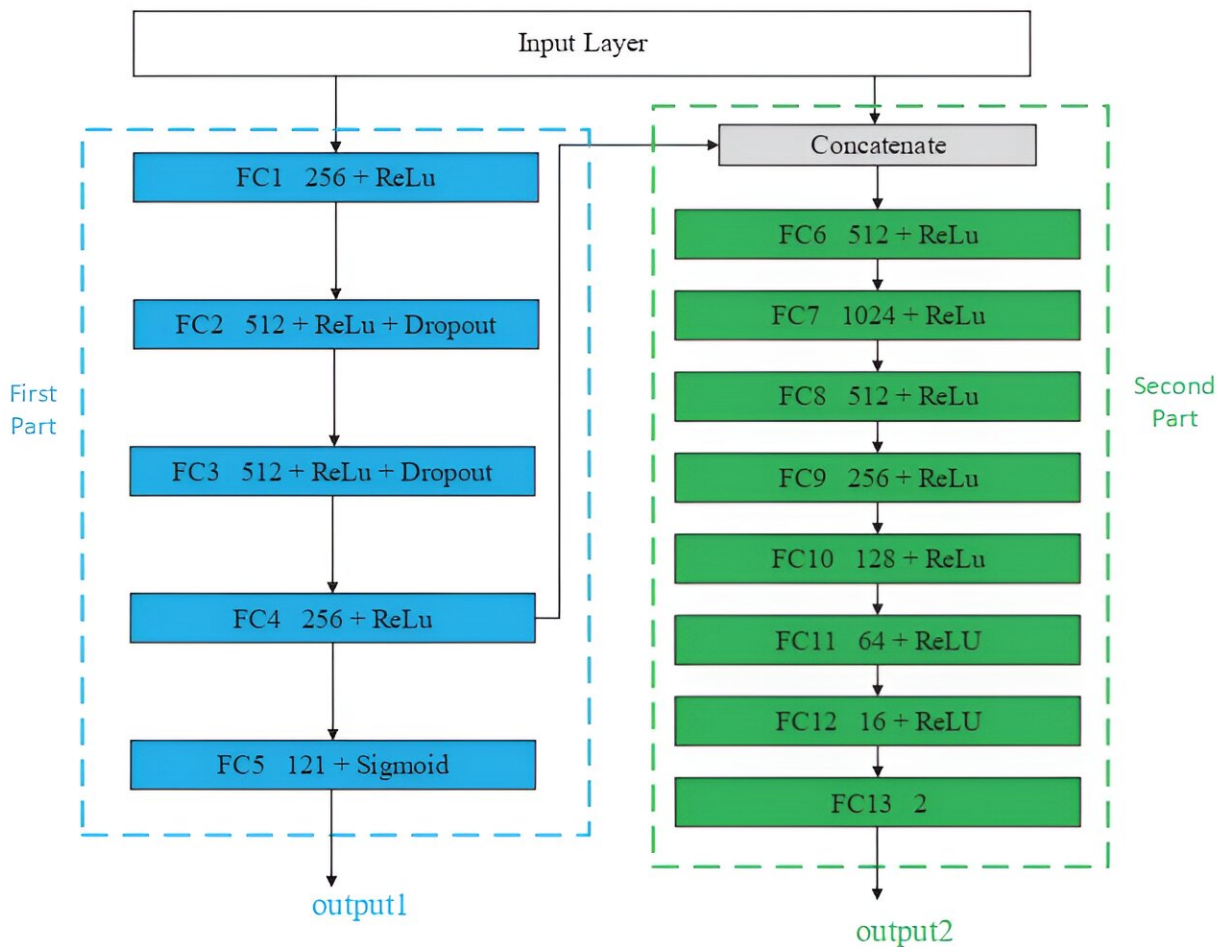 Input Layer
First
Part
FC1 256 + ReLu
FC2 512 + ReLu + Dropout
FC3 512 + ReLu + Dropout
FC4 256 + ReLu
FC5 121 + Sigmoid
output1
Concatenate
FC6 512 + ReLu
FC7 1024 + ReLu
FC8 512 + ReLu
FC9 256 + ReLu
FC10 128 + ReLu
FC11 64 + ReLU
FC12 16 + ReLU
FC13 2
Second
Part
output2